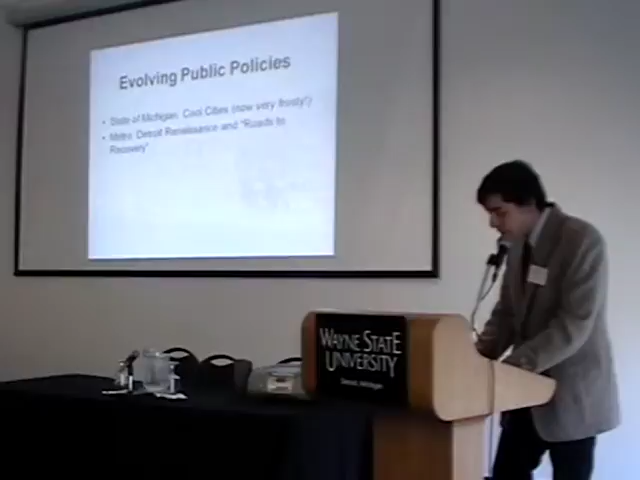 Evolving Public Policies
• State of Michigan: Cool Cities (now very frosty!)
• Metro: Detroit Renaissance and "Roads to
Recovery"
WAYNE STATE
UNIVERSITY
Detroit, Michigan